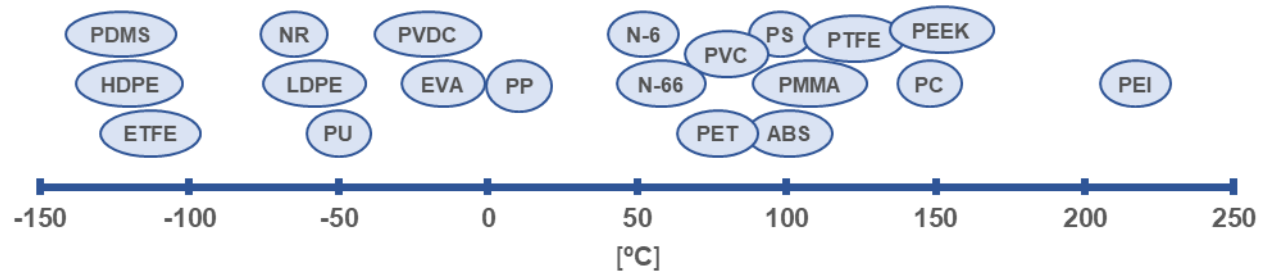 PDMS NR PVDC N-6 PS PTFE PEEK
PVC
HDPE LDPE EVA PP N-66 PMMA PC PEI
ETFE PU PET ABS
-150 -100 -50 0 50 100 150 200 250
[ºC]